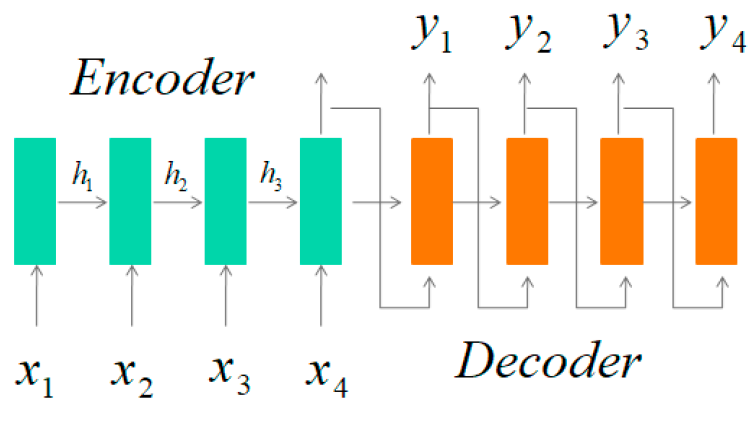 y₁ y₂ y₃ y₄
Encoder
h₁ h₂ h₃
x₁ x₂ x₃ x₄
Decoder